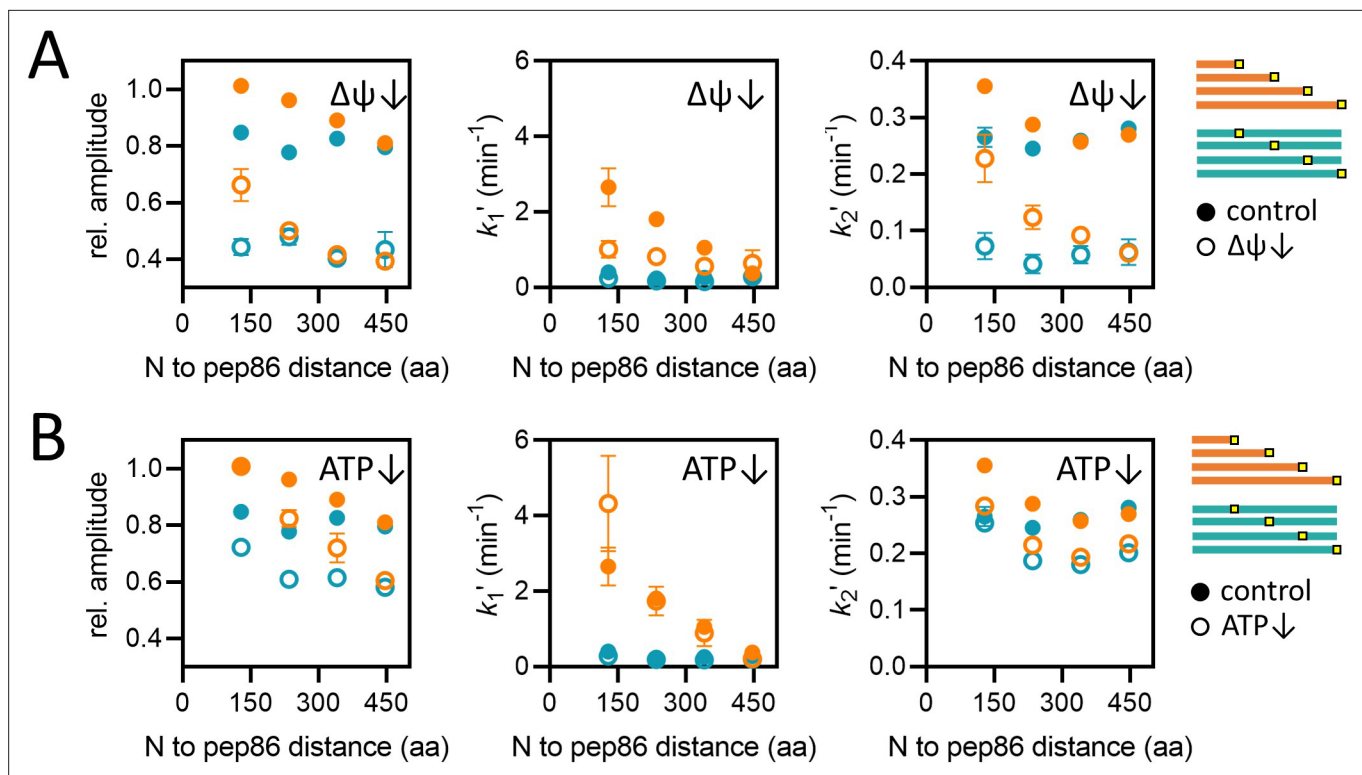 A
rel. amplitude
1.0
0.8
0.6
0.4
Δψ↓
0 150 300 450
N to pep86 distance (aa)
k₁' (min⁻¹)
6
4
2
0
Δψ↓
0 150 300 450
N to pep86 distance (aa)
k₂' (min⁻¹)
0.4
0.3
0.2
0.1
0.0
Δψ↓
0 150 300 450
N to pep86 distance (aa)
control
Δψ↓
B
rel. amplitude
1.0
0.8
0.6
0.4
ATP↓
0 150 300 450
N to pep86 distance (aa)
k₁' (min⁻¹)
6
4
2
0
ATP↓
0 150 300 450
N to pep86 distance (aa)
k₂' (min⁻¹)
0.4
0.3
0.2
0.1
0.0
ATP↓
0 150 300 450
N to pep86 distance (aa)
control
ATP↓